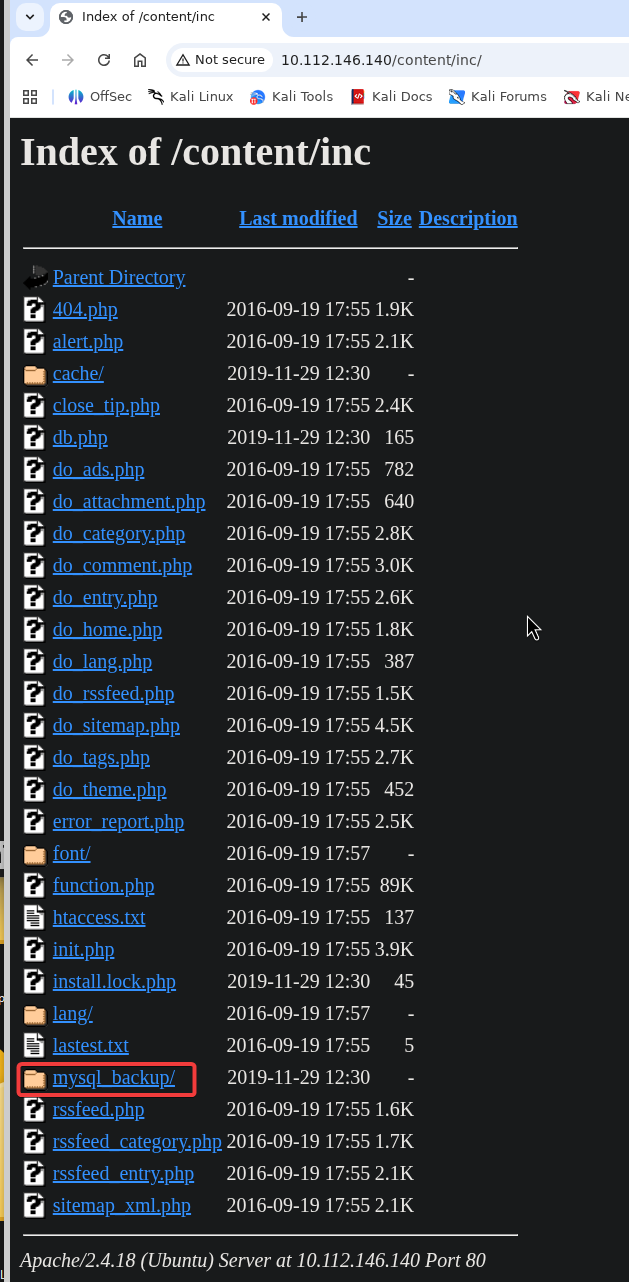 Index of /content/inc
Not secure 10.112.146.140/content/inc/
OffSec Kali Linux Kali Tools Kali Docs Kali Forums Kali Ne
Index of /content/inc
Name Last modified Size Description
Parent Directory -
404.php 2016-09-19 17:55 1.9K
alert.php 2016-09-19 17:55 2.1K
cache/ 2019-11-29 12:30 -
close_tip.php 2016-09-19 17:55 2.4K
db.php 2019-11-29 12:30 165
do_ads.php 2016-09-19 17:55 782
do_attachment.php 2016-09-19 17:55 640
do_category.php 2016-09-19 17:55 2.8K
do_comment.php 2016-09-19 17:55 3.0K
do_entry.php 2016-09-19 17:55 2.6K
do_home.php 2016-09-19 17:55 1.8K
do_lang.php 2016-09-19 17:55 387
do_rssfeed.php 2016-09-19 17:55 1.5K
do_sitemap.php 2016-09-19 17:55 4.5K
do_tags.php 2016-09-19 17:55 2.7K
do_theme.php 2016-09-19 17:55 452
error_report.php 2016-09-19 17:55 2.5K
font/ 2016-09-19 17:57 -
function.php 2016-09-19 17:55 89K
htaccess.txt 2016-09-19 17:55 137
init.php 2016-09-19 17:55 3.9K
install.lock.php 2019-11-29 12:30 45
lang/ 2016-09-19 17:57 -
lastest.txt 2016-09-19 17:55 5
mysql_backup/ 2019-11-29 12:30 -
rssfeed.php 2016-09-19 17:55 1.6K
rssfeed_category.php 2016-09-19 17:55 1.7K
rssfeed_entry.php 2016-09-19 17:55 2.1K
sitemap_xml.php 2016-09-19 17:55 2.1K
Apache/2.4.18 (Ubuntu) Server at 10.112.146.140 Port 80